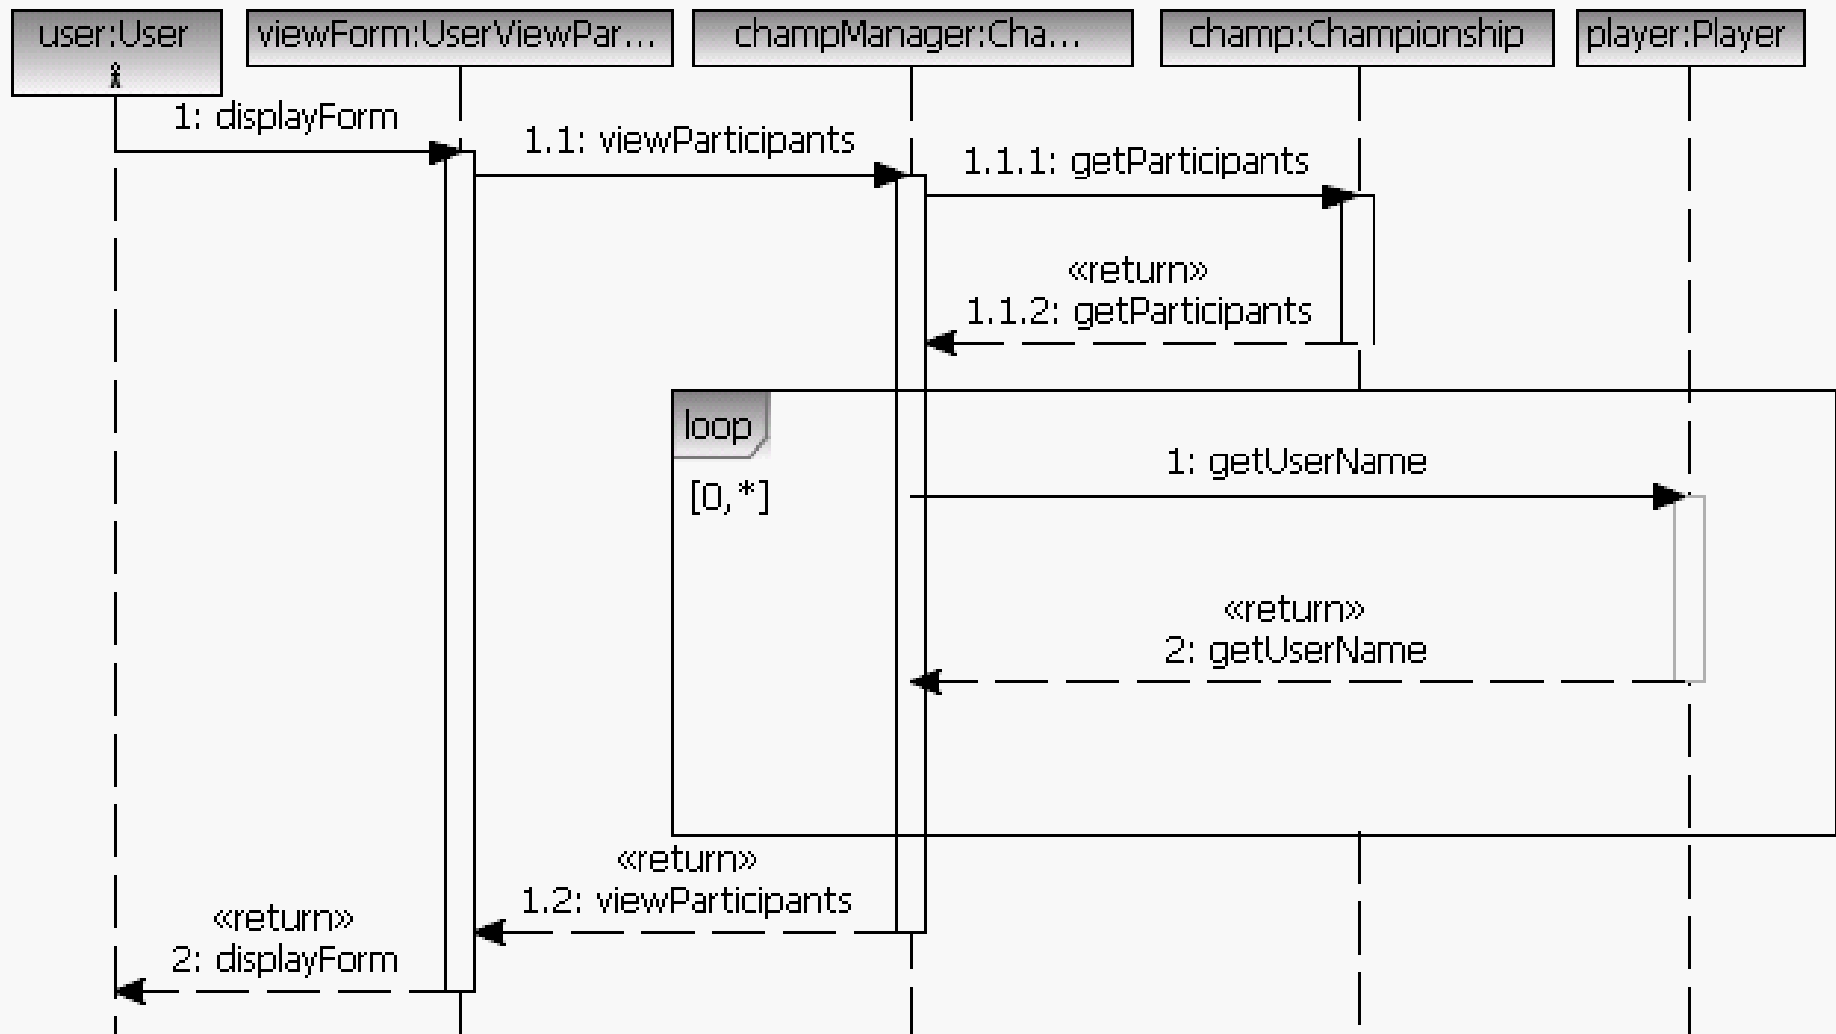 user:User
viewForm:UserViewPar...
champManager:Cha...
champ:Championship
player:Player
1: displayForm
1.1: viewParticipants
1.1.1: getParticipants
«return»
1.1.2: getParticipants
loop
[0,*]
1: getUserName
«return»
2: getUserName
«return»
1.2: viewParticipants
«return»
2: displayForm